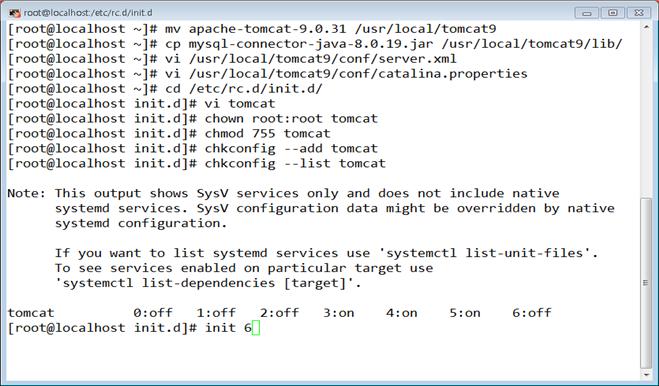 root@localhost:/etc/rc.d/init.d
[root@localhost ~]# mv apache-tomcat-9.0.31 /usr/local/tomcat9
[root@localhost ~]# cp mysql-connector-java-8.0.19.jar /usr/local/tomcat9/lib/
[root@localhost ~]# vi /usr/local/tomcat9/conf/server.xml
[root@localhost ~]# vi /usr/local/tomcat9/conf/catalina.properties
[root@localhost ~]# cd /etc/rc.d/init.d/
[root@localhost init.d]# vi tomcat
[root@localhost init.d]# chown root:root tomcat
[root@localhost init.d]# chmod 755 tomcat
[root@localhost init.d]# chkconfig --add tomcat
[root@localhost init.d]# chkconfig --list tomcat
Note: This output shows SysV services only and does not include native
systemd services. SysV configuration data might be overridden by native
systemd configuration.
If you want to list systemd services use 'systemctl list-unit-files'.
To see services enabled on particular target use
'systemctl list-dependencies [target]'.
tomcat 0:off 1:off 2:off 3:on 4:on 5:on 6:off
[root@localhost init.d]# init 6